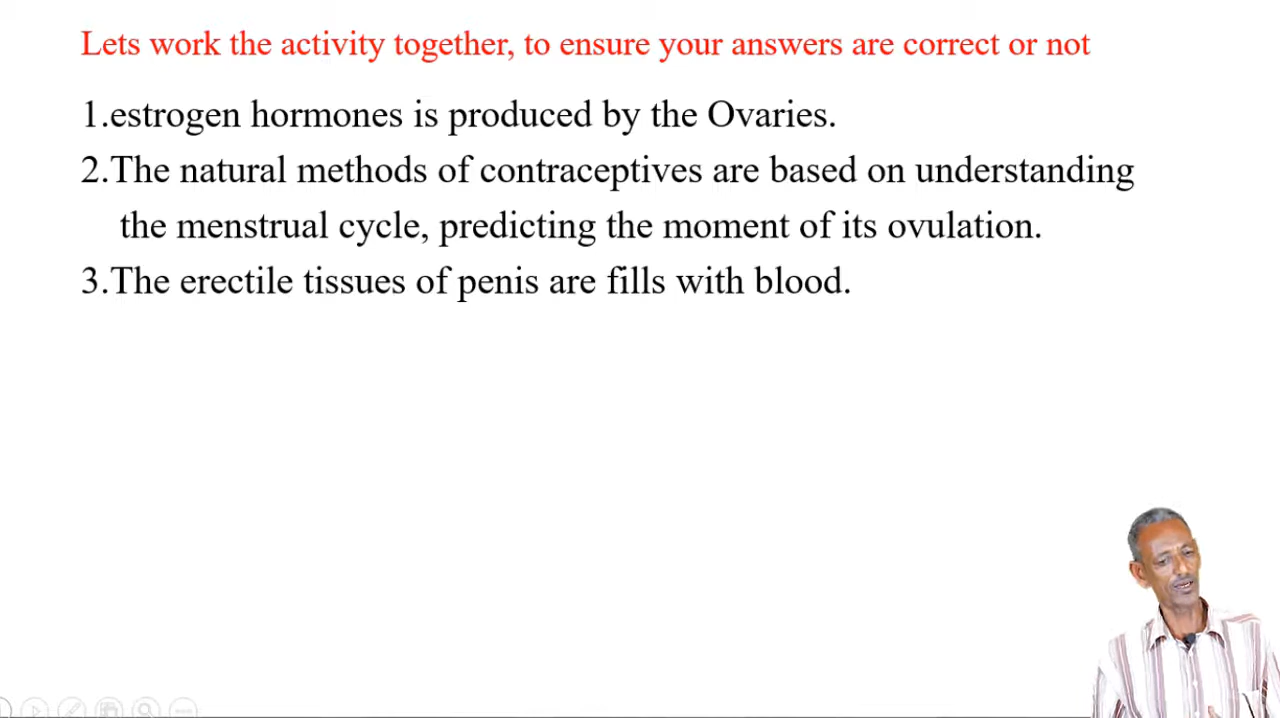 Lets work the activity together, to ensure your answers are correct or not
1.estrogen hormones is produced by the Ovaries.
2.The natural methods of contraceptives are based on understanding
the menstrual cycle, predicting the moment of its ovulation.
3.The erectile tissues of penis are fills with blood.